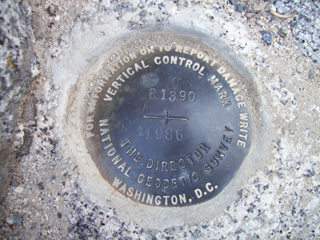 FOR INFORMATION OR TO REPORT DAMAGE WRITE
VERTICAL CONTROL MARK
R 1390
1986
THE DIRECTOR
NATIONAL GEODETIC SURVEY
WASHINGTON, D.C.